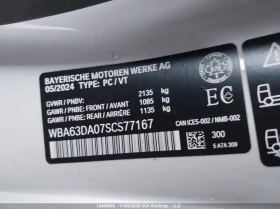 BAYERISCHE MOTOREN WERKE AG
05/2024 TYPE: PC / VT
GVWR / PNBV: 2135 kg
GAWR / PNBE: FRONT / AVANT 1085 kg
GAWR / PNBE: REAR / ARRIÈRE 1135 kg
WBA63DA07SCS77167
EC
CAN ICES-002 / NMB-002
300
5 A7A 309